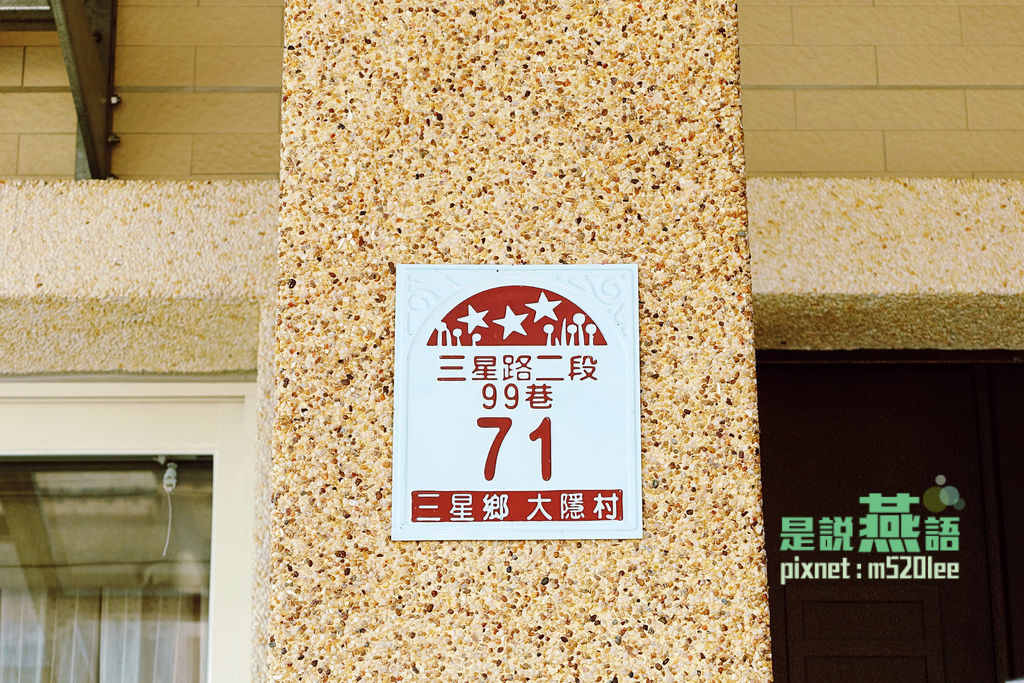 三星路二段
99巷
71
三星鄉 大隱村
是説燕語
pixnet : m520lee